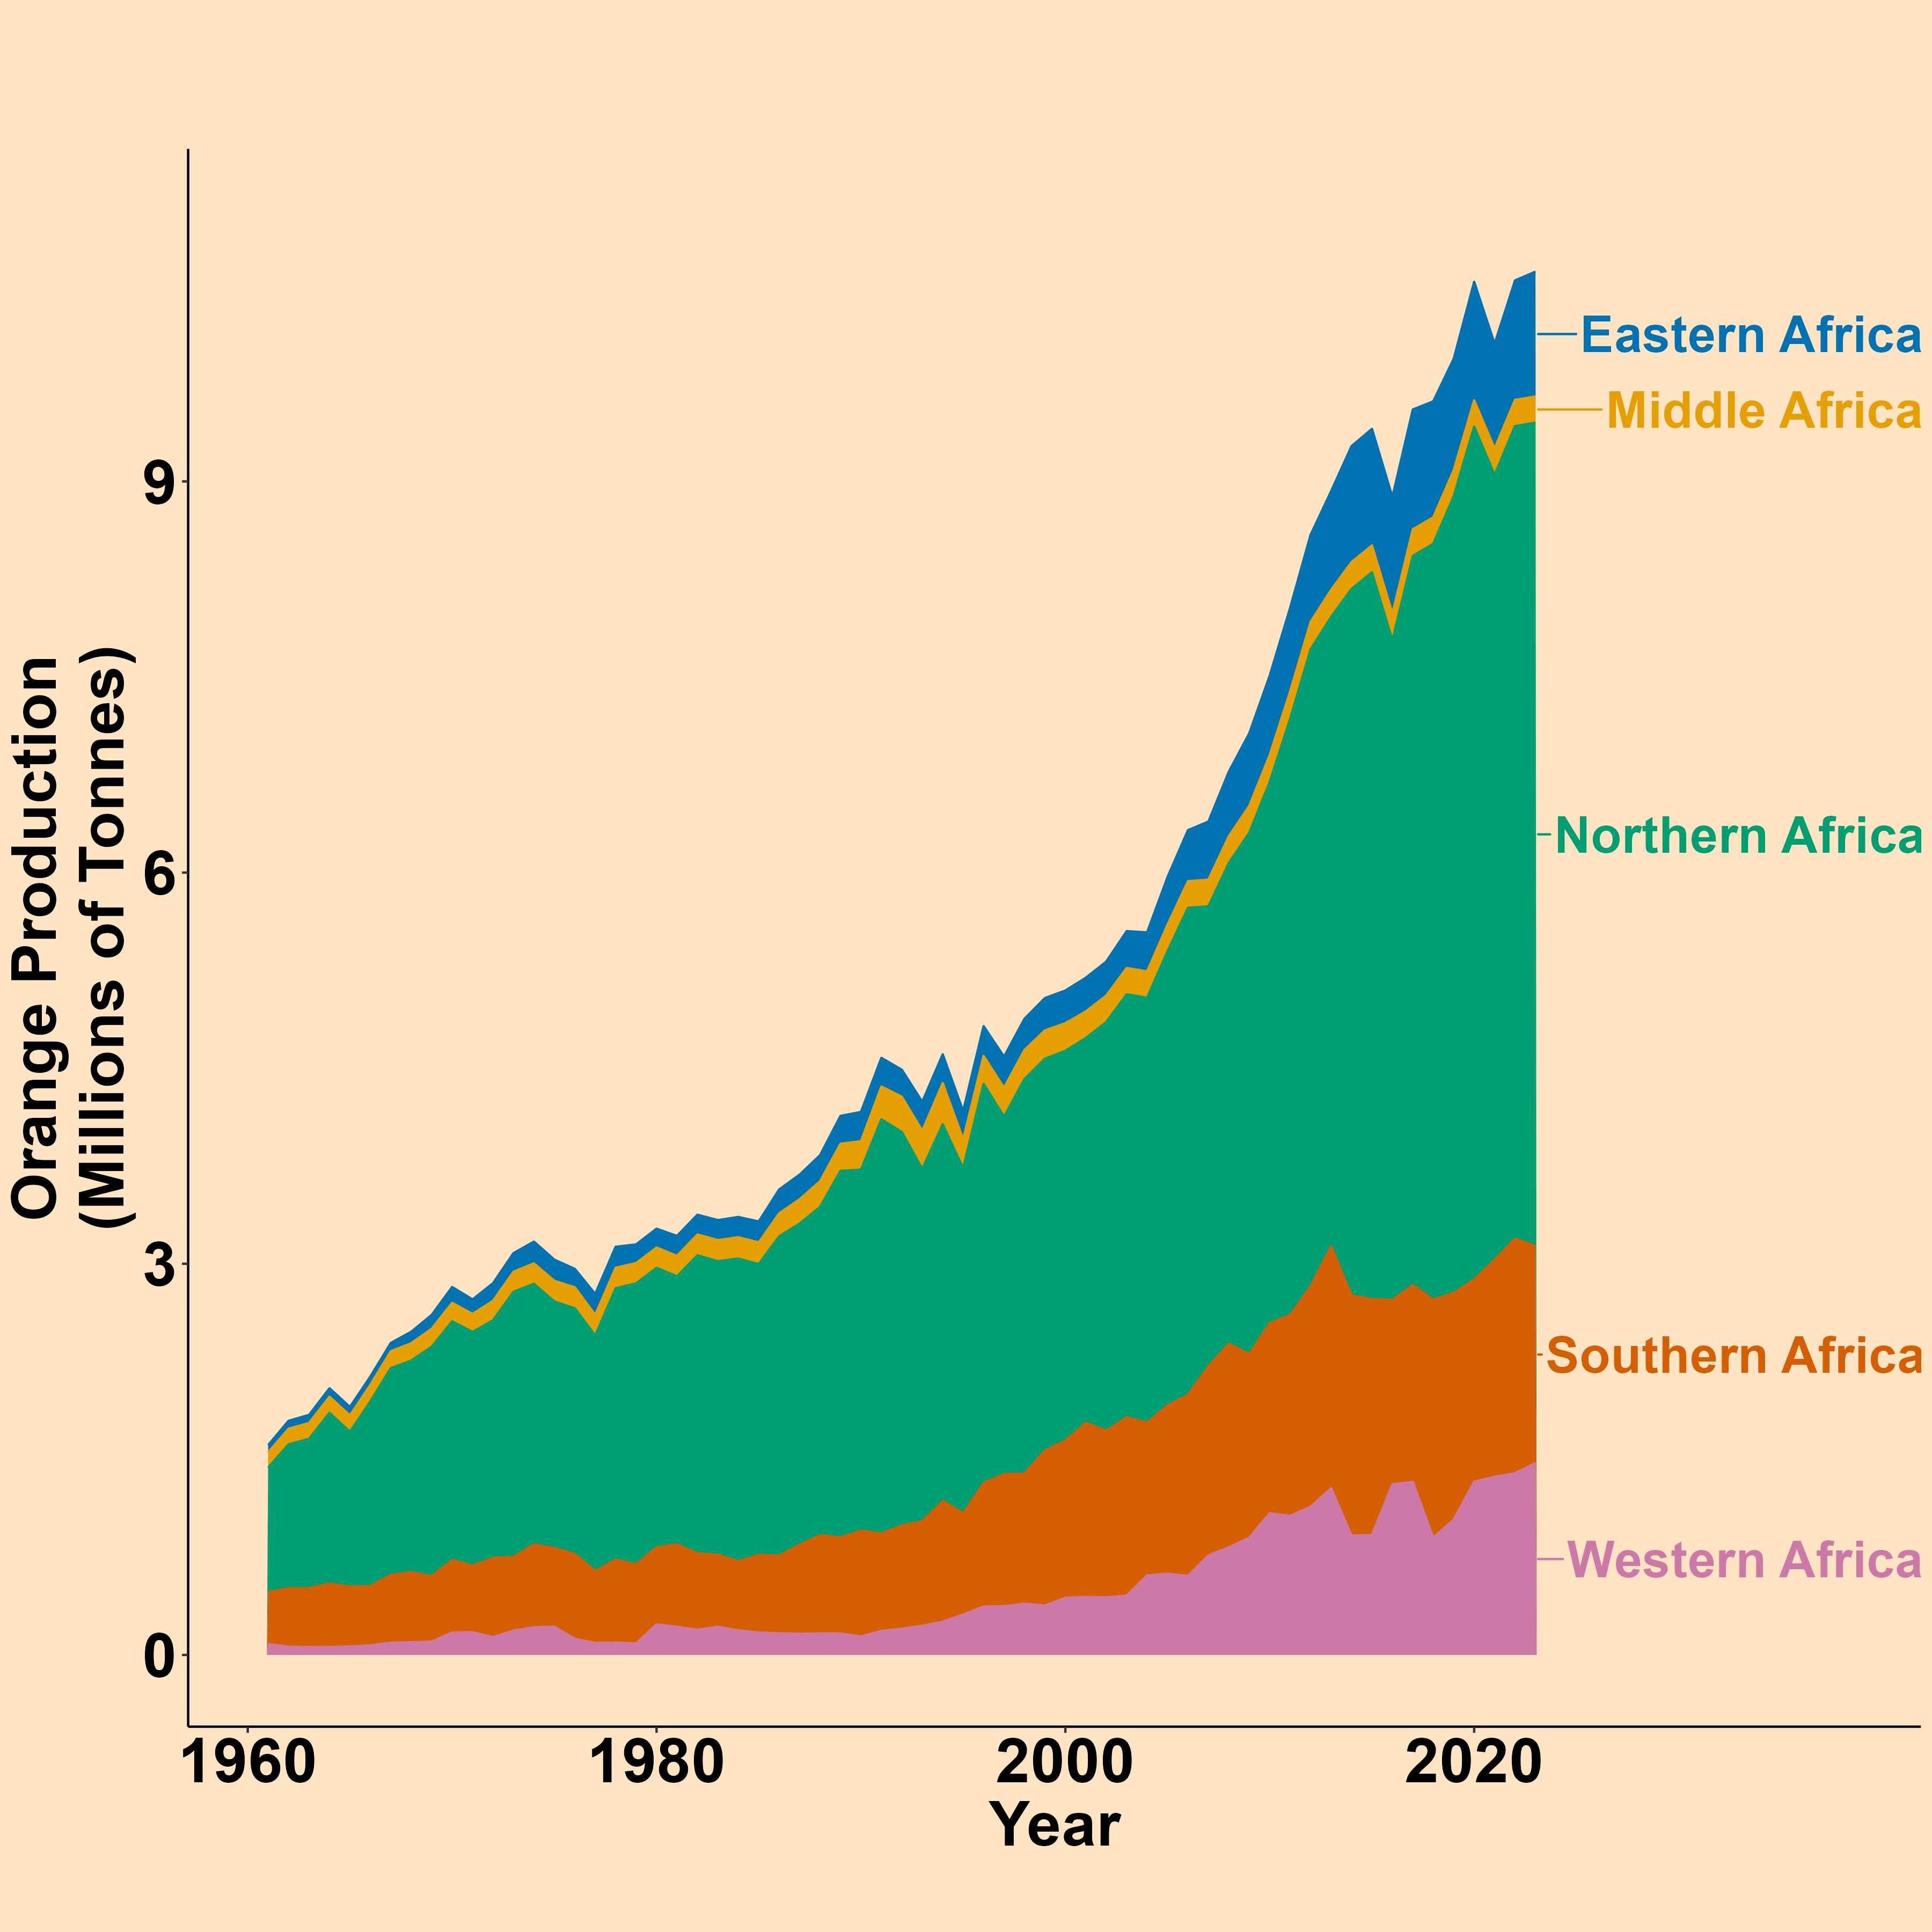 Orange Production
(Millions of Tonnes)
9
6
3
0
1960 1980 2000 2020
Year
Eastern Africa
Middle Africa
Northern Africa
Southern Africa
Western Africa